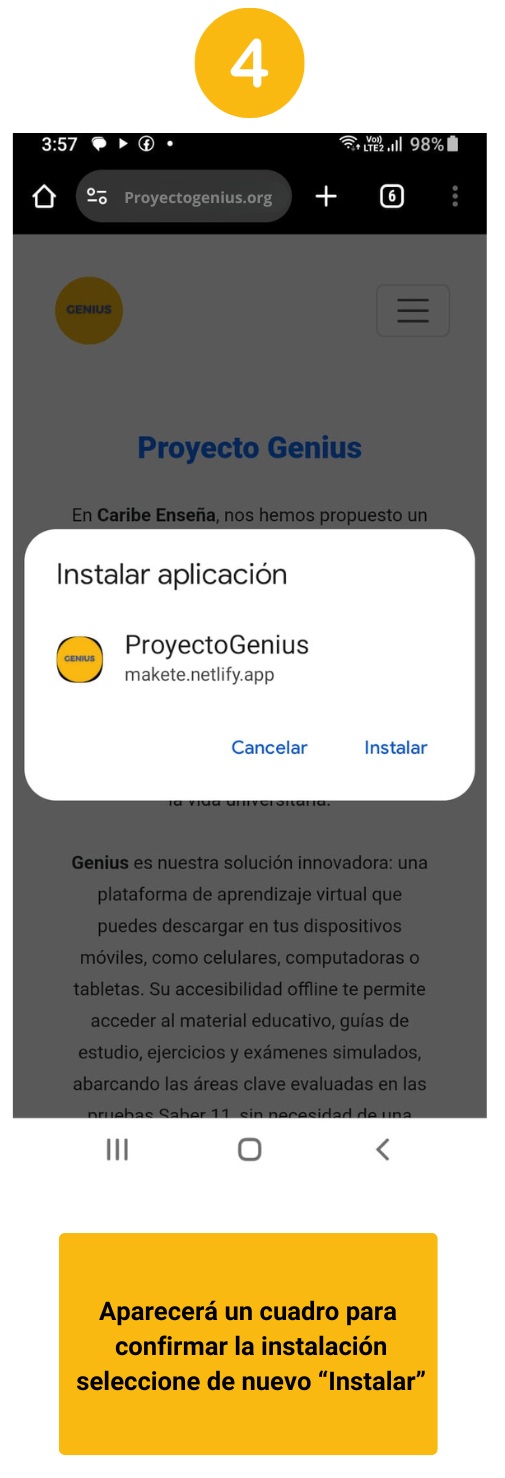 4
3:57
Vo)) LTE2 98%
Proyectogenius.org
6
GENIUS
Proyecto Genius
En Caribe Enseña, nos hemos propuesto un
Instalar aplicación
GENIUS
ProyectoGenius
makete.netlify.app
Cancelar Instalar
la vida universitaria.
Genius es nuestra solución innovadora: una
plataforma de aprendizaje virtual que
puedes descargar en tus dispositivos
móviles, como celulares, computadoras o
tabletas. Su accesibilidad offline te permite
acceder al material educativo, guías de
estudio, ejercicios y exámenes simulados,
abarcando las áreas clave evaluadas en las
pruebas Saber 11, sin necesidad de una
Aparecerá un cuadro para
confirmar la instalación
seleccione de nuevo “Instalar”